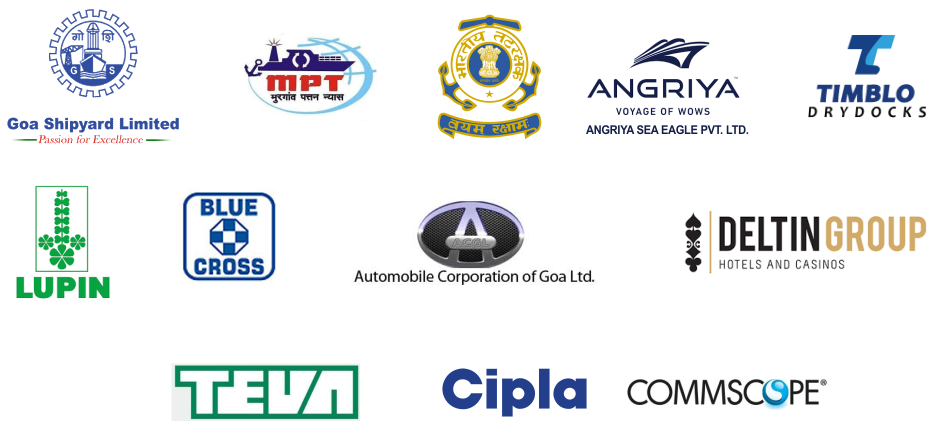 गो शि
G S
Goa Shipyard Limited
Passion for Excellence
MPT
मुरगांव पत्तन न्यास
भारतीय तटरक्षक
वयम रक्षामः
ANGRIYA™
VOYAGE OF WOWS
ANGRIYA SEA EAGLE PVT. LTD.
TIMBLO
DRYDOCKS
LUPIN
BLUE
CROSS
ACGL
Automobile Corporation of Goa Ltd.
DELTIN GROUP
HOTELS AND CASINOS
TEVA
Cipla
COMMSCOPE®